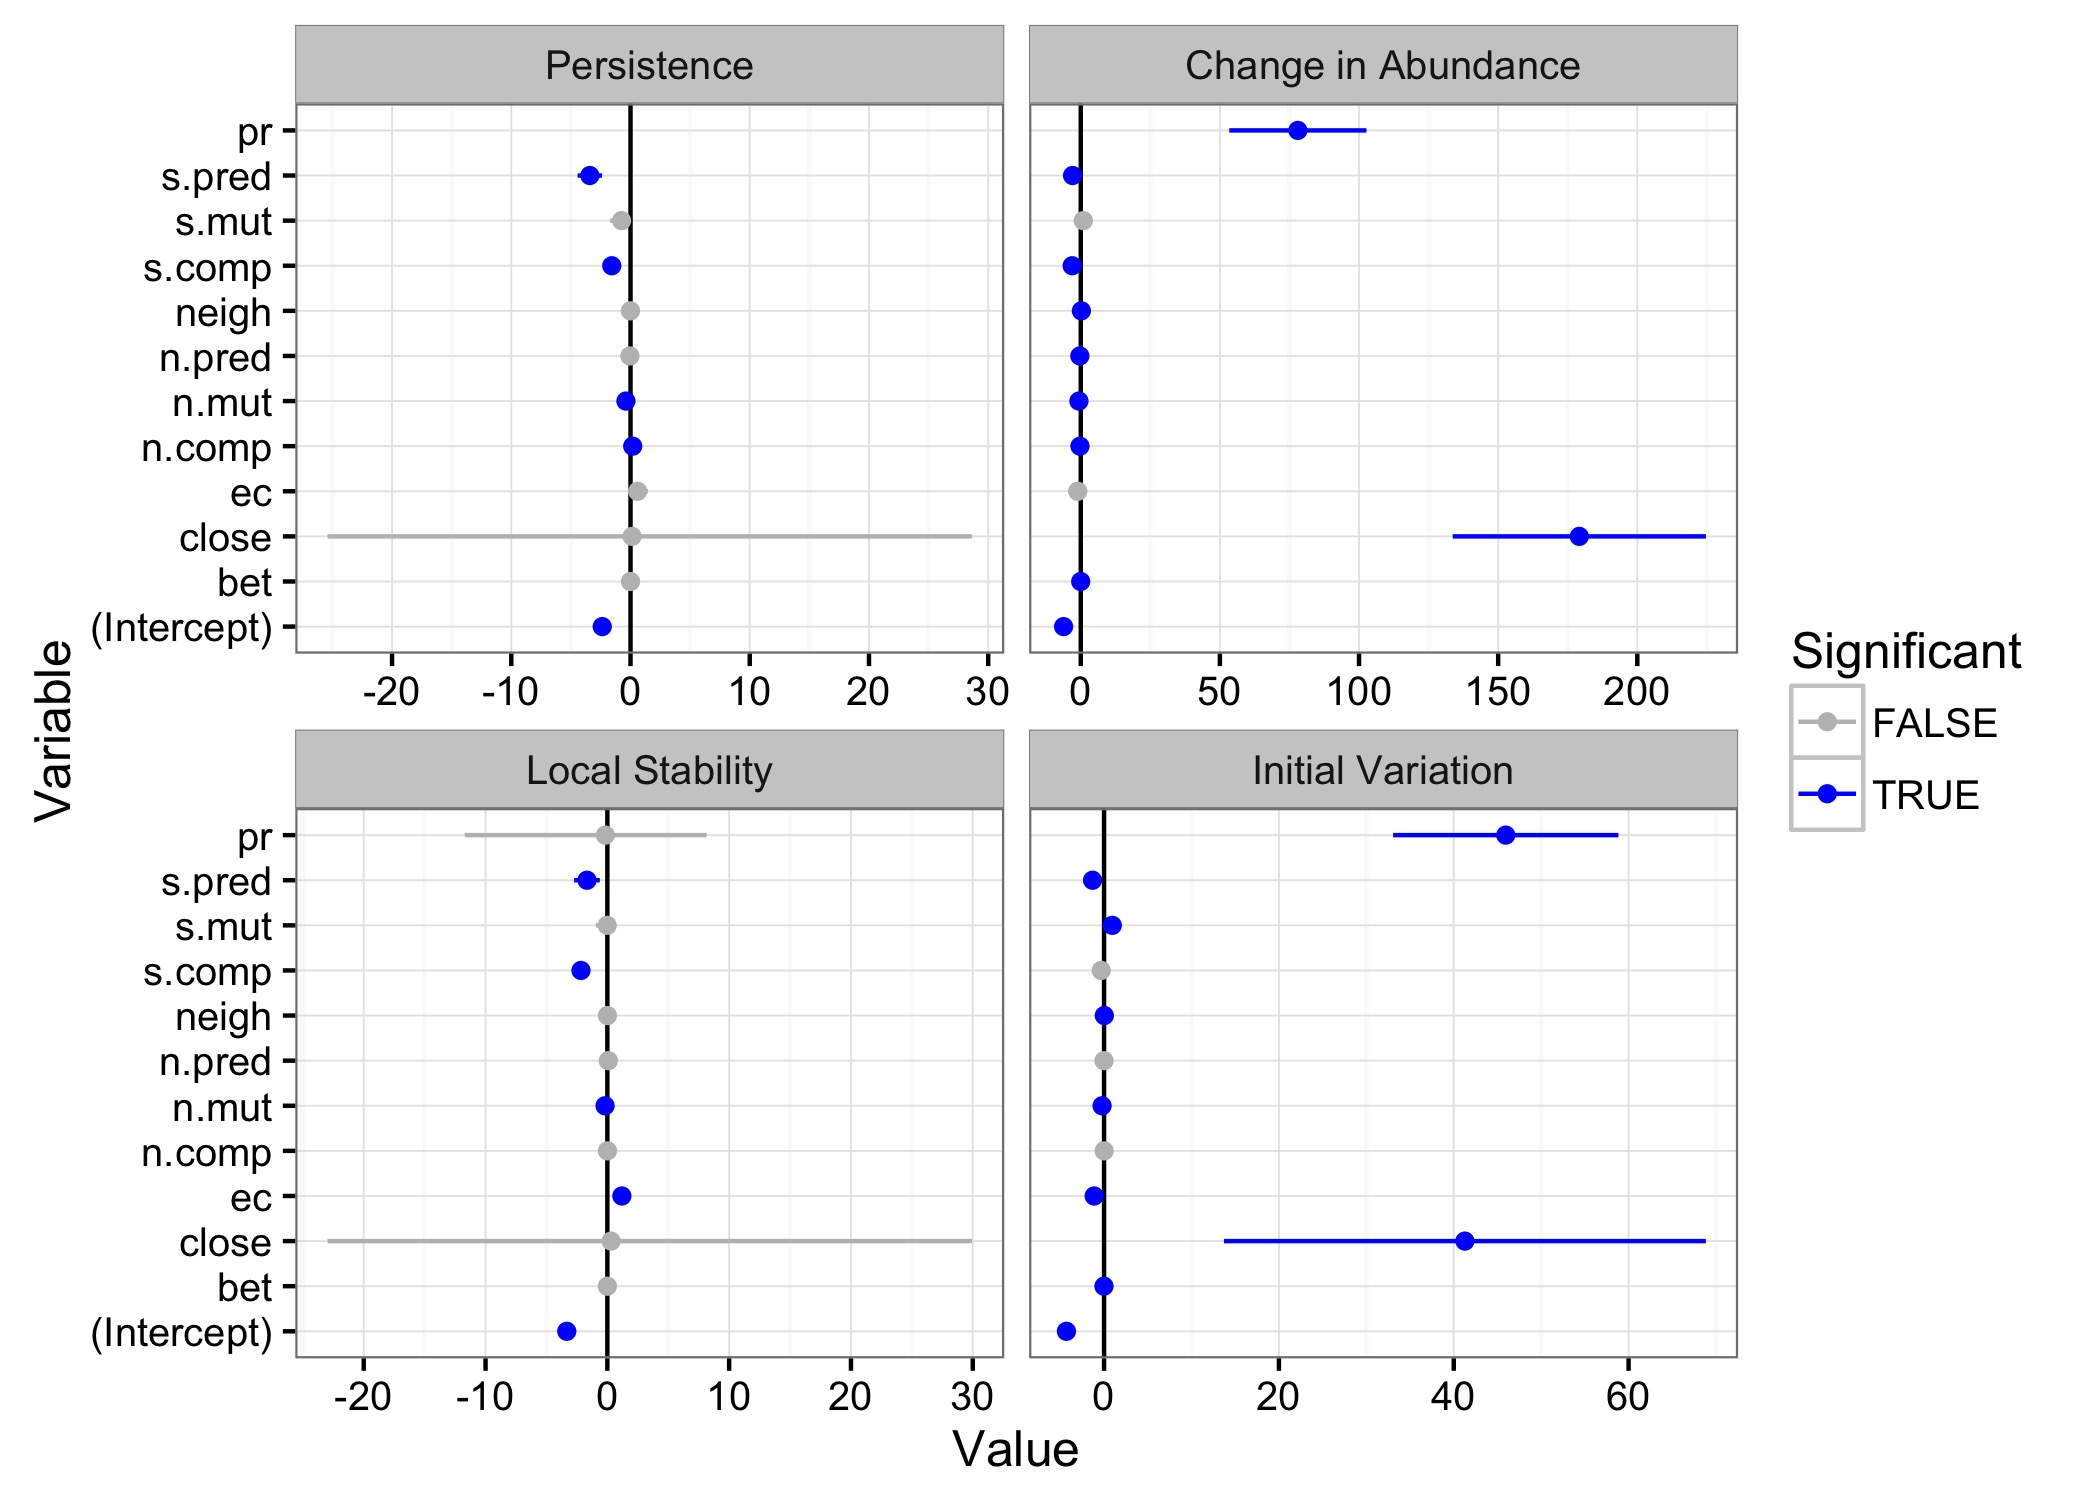 Persistence
Change in Abundance
pr
s.pred
s.mut
s.comp
neigh
n.pred
n.mut
n.comp
ec
close
bet
(Intercept)
-20 -10 0 10 20 30
0 50 100 150 200
Local Stability
Initial Variation
pr
s.pred
s.mut
s.comp
neigh
n.pred
n.mut
n.comp
ec
close
bet
(Intercept)
-20 -10 0 10 20 30
0 20 40 60
Value
Variable
Significant
FALSE
TRUE